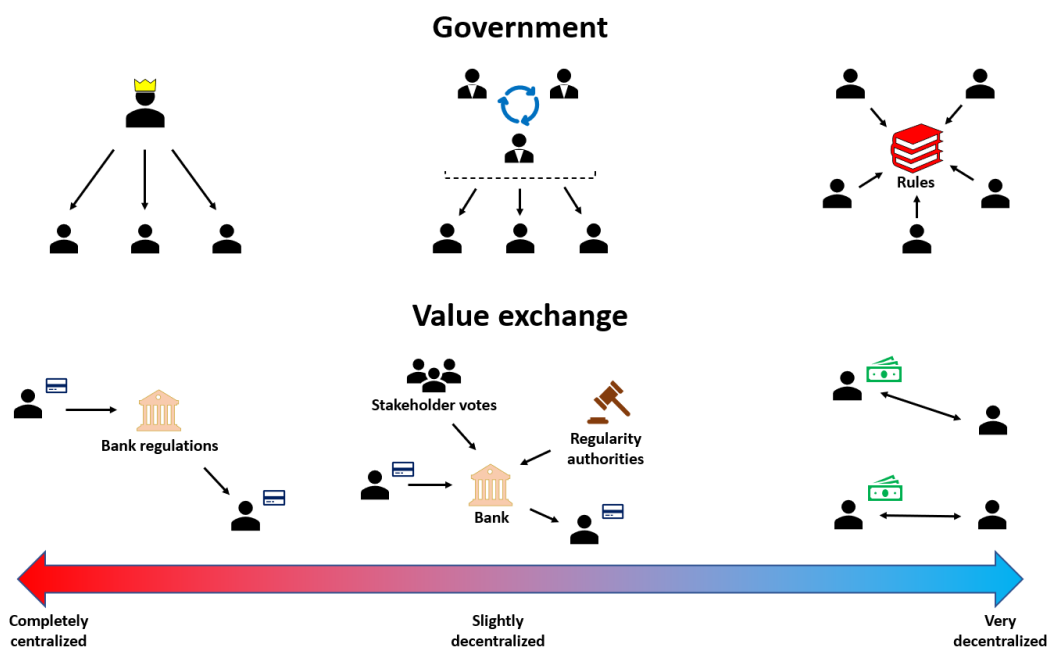 Government
Rules
Value exchange
Stakeholder votes
Bank regulations
Regularity
authorities
Bank
Completely
centralized
Slightly
decentralized
Very
decentralized